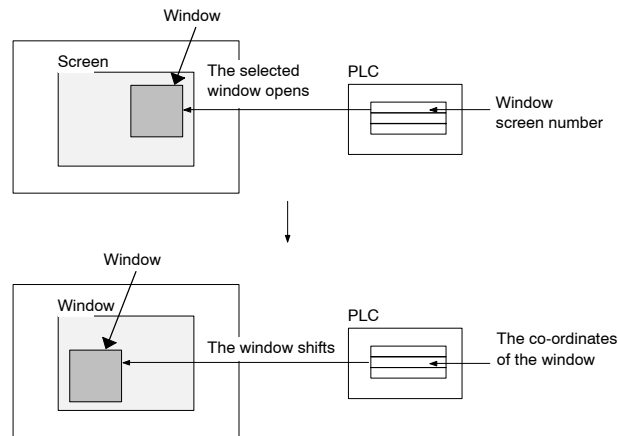 Window
Screen
The selected
window opens
PLC
Window
screen number
Window
Window
The window shifts
PLC
The co-ordinates
of the window